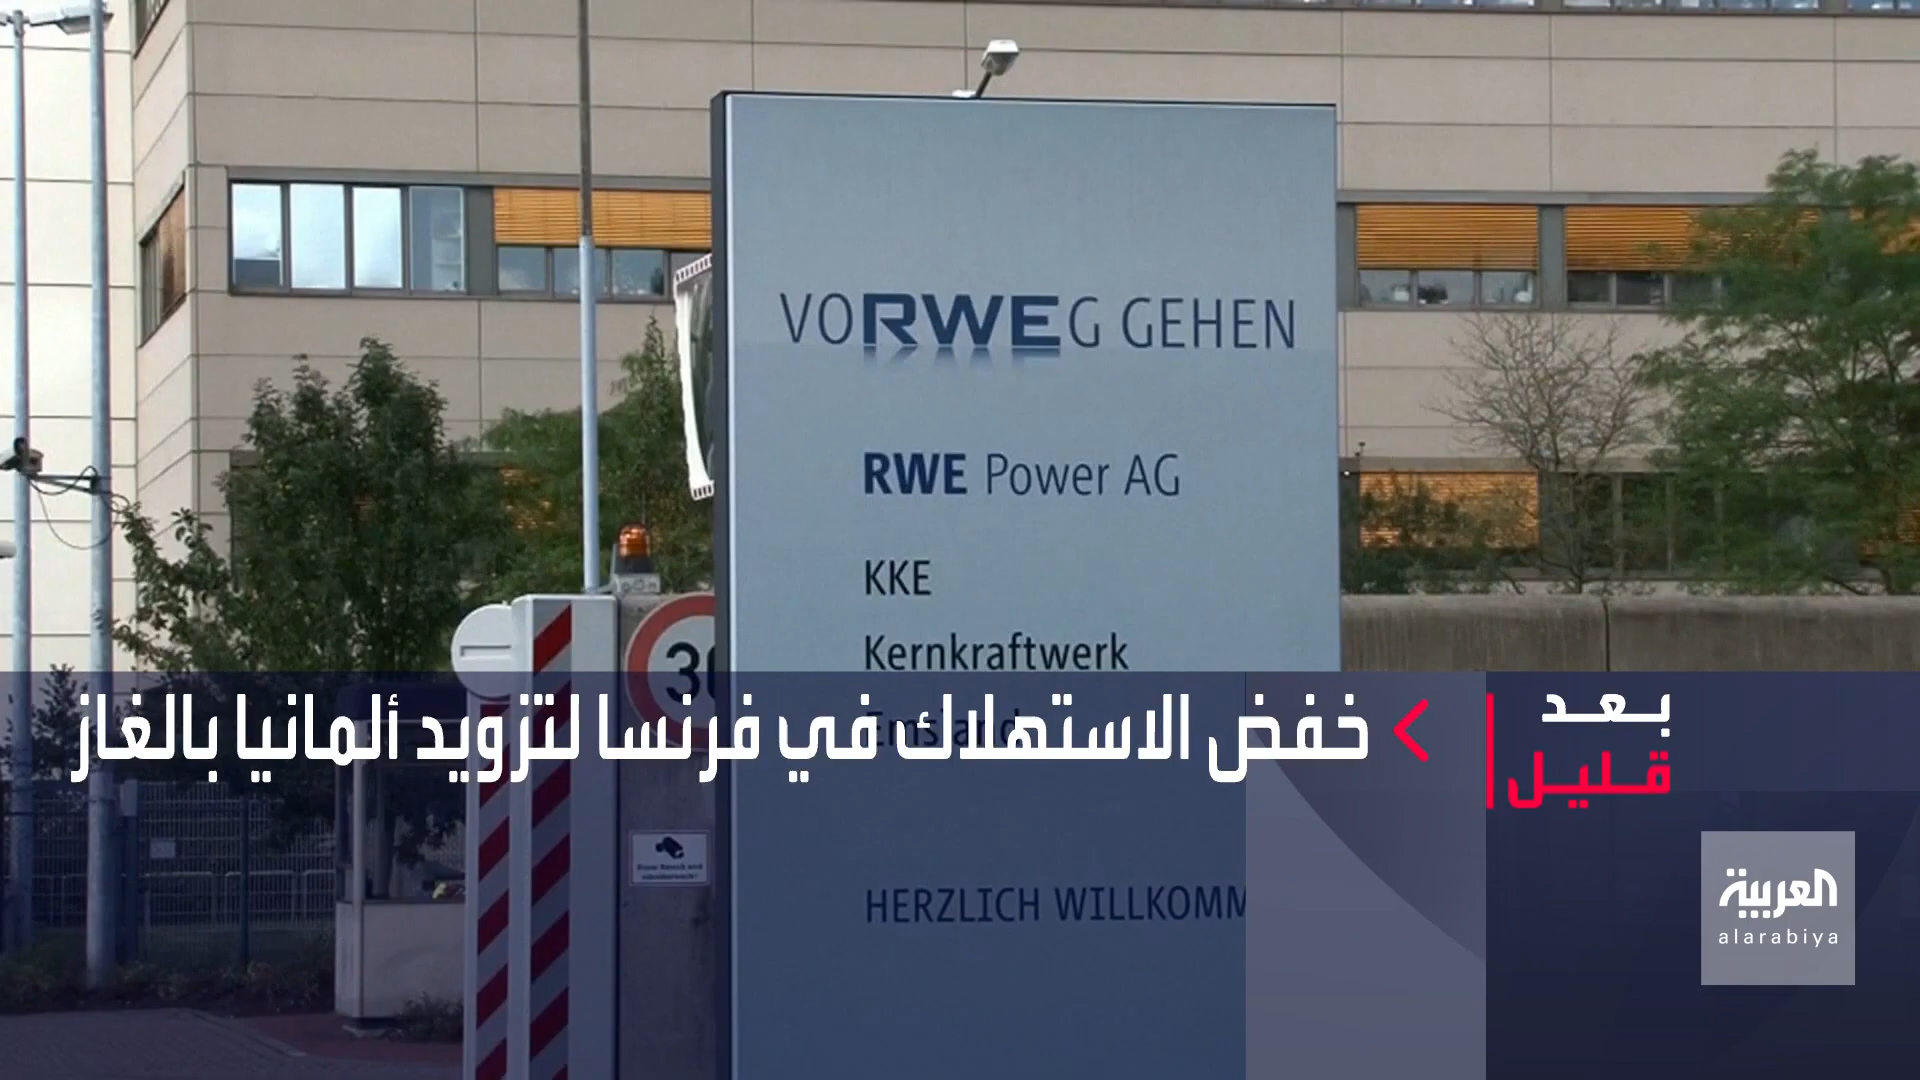 VORWEG GEHEN
RWE Power AG
KKE
Kernkraftwerk
Emsland
30
بعد
قليل
خفض الاستهلاك في فرنسا لتزويد ألمانيا بالغاز
HERZLICH WILLKOMM
العربية
alarabiya